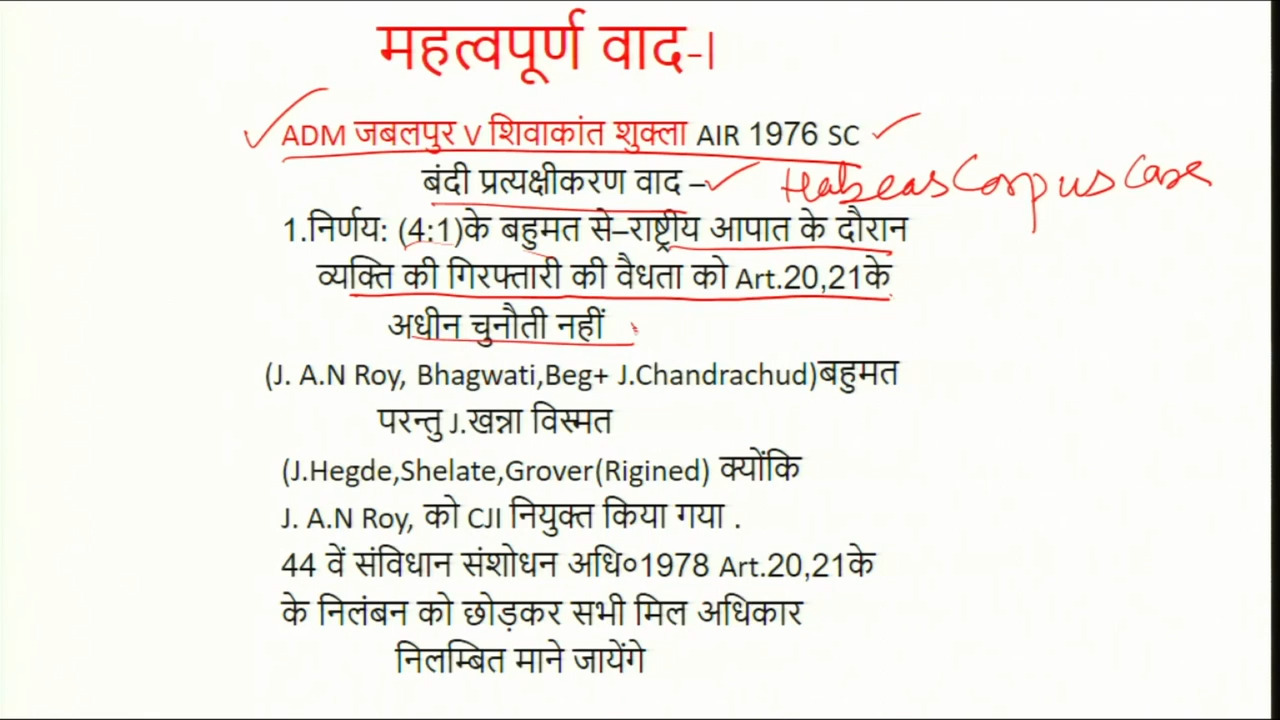 महत्वपूर्ण वाद-I
ADM जबलपुर V शिवाकांत शुक्ला AIR 1976 SC
बंदी प्रत्यक्षीकरण वाद – Habeas Corpus Case
1.निर्णय: (4:1)के बहुमत से–राष्ट्रीय आपात के दौरान
व्यक्ति की गिरफ्तारी की वैधता को Art.20,21के
अधीन चुनौती नहीं
(J. A.N Roy, Bhagwati,Beg+ J.Chandrachud)बहुमत
परन्तु J.खन्ना विस्मत
(J.Hegde,Shelate,Grover(Rigined) क्योंकि
J. A.N Roy, को CJI नियुक्त किया गया .
44 वें संविधान संशोधन अधि०1978 Art.20,21के
के निलंबन को छोड़कर सभी मिल अधिकार
निलम्बित माने जायेंगे